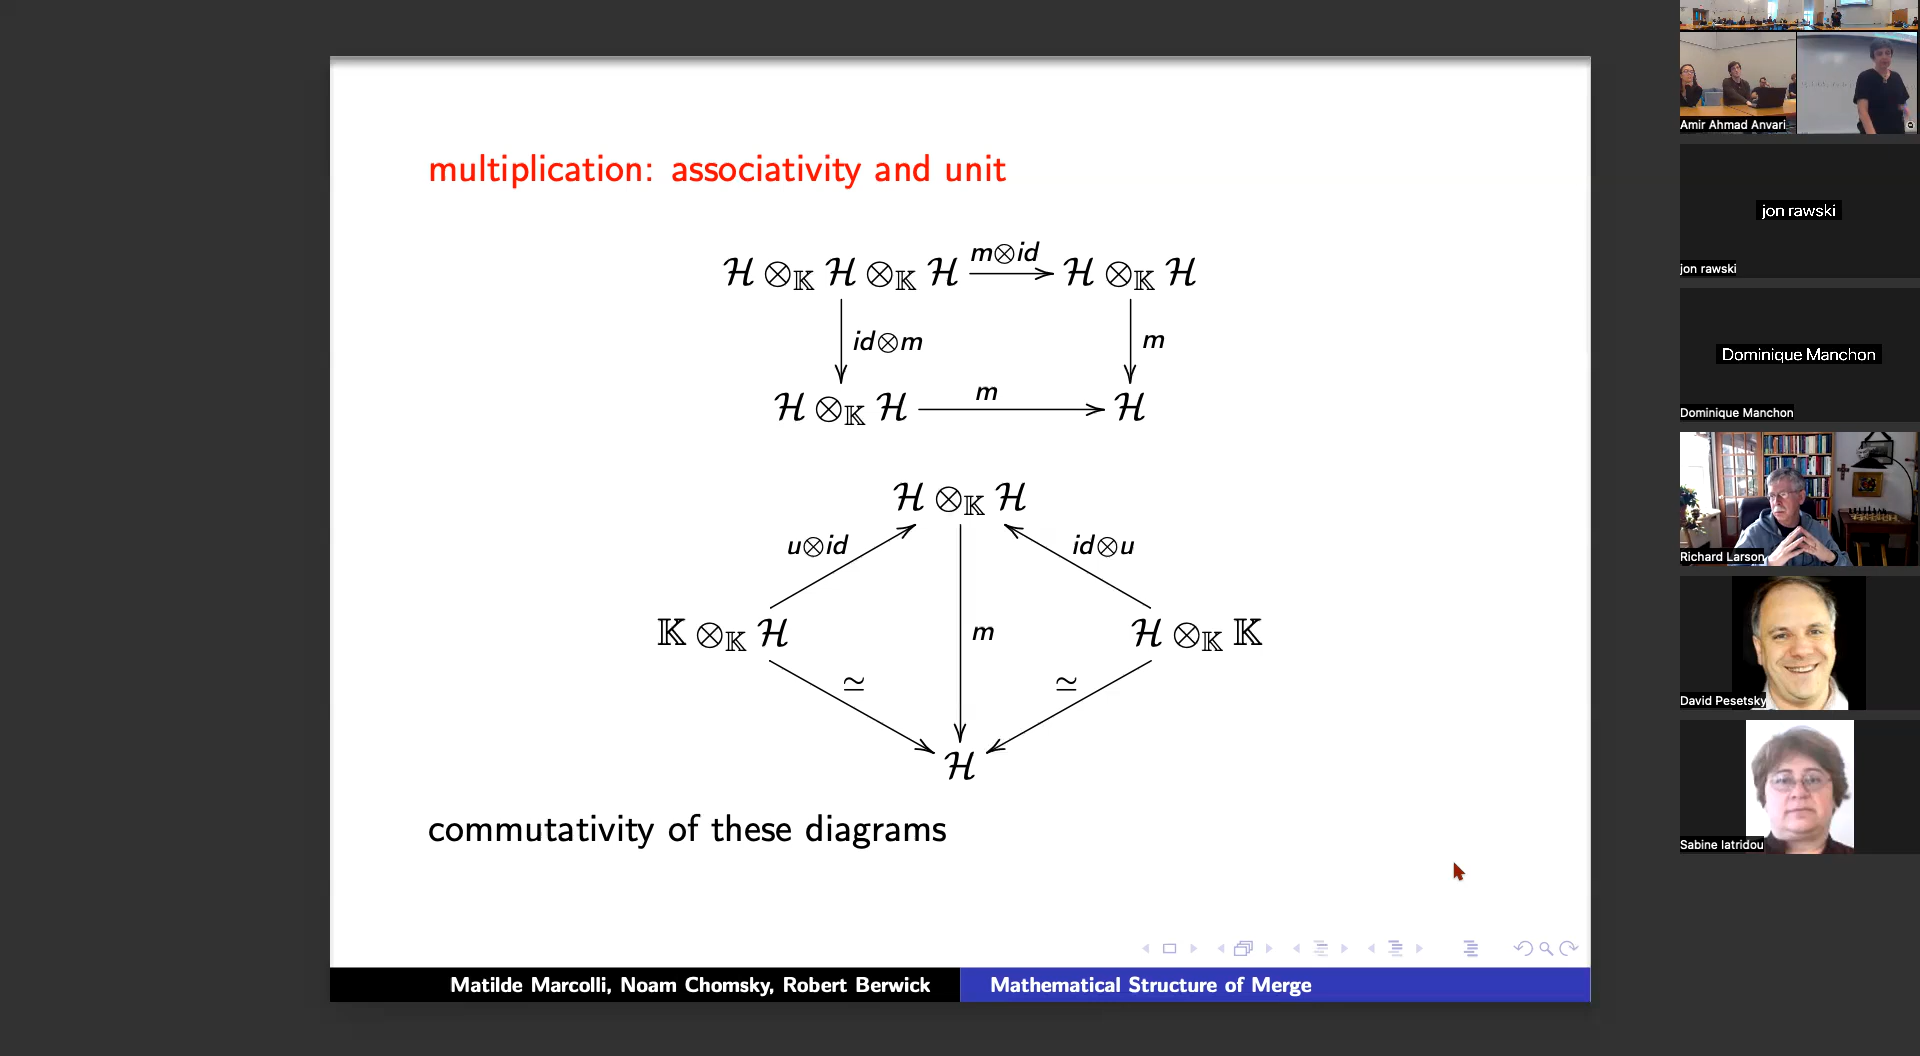 multiplication: associativity and unit
ℋ ⊗𝕂 ℋ ⊗𝕂 ℋ m⊗id ℋ ⊗𝕂 ℋ
id⊗m m
ℋ ⊗𝕂 ℋ m ℋ
ℋ ⊗𝕂 ℋ
u⊗id id⊗u
𝕂 ⊗𝕂 ℋ m ℋ ⊗𝕂 𝕂
≃ ≃
ℋ
commutativity of these diagrams
Matilde Marcolli, Noam Chomsky, Robert Berwick
Mathematical Structure of Merge
Amir Ahmad Anvari
jon rawski
jon rawski
Dominique Manchon
Dominique Manchon
Richard Larson
David Pesetsky
Sabine Iatridou